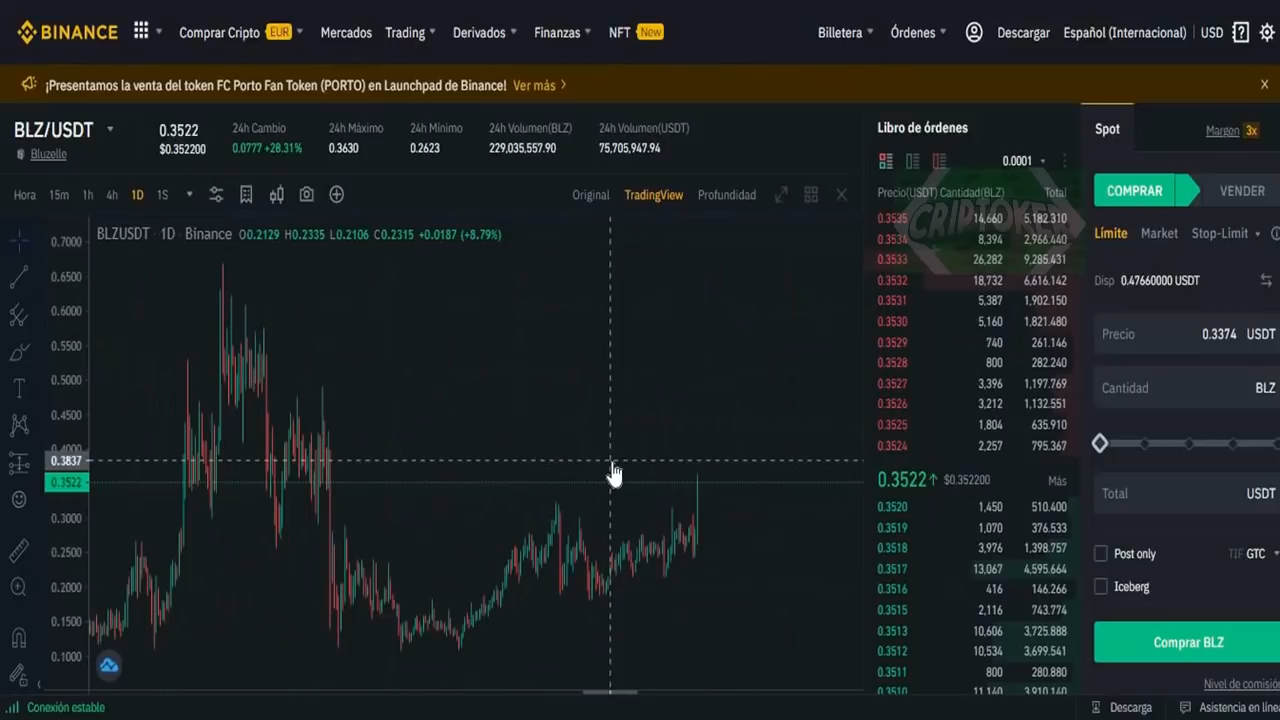 BINANCE Comprar Cripto EUR Mercados Trading Derivados Finanzas NFT New Billetera Órdenes Descargar Español (Internacional) USD
¡Presentamos la venta del token FC Porto Fan Token (PORTO) en Launchpad de Binance! Ver más
BLZ/USDT
Bluzelle
0.3522
$0.352200
24h Cambio
0.0777 +28.31%
24h Máximo
0.3630
24h Mínimo
0.2623
24h Volumen(BLZ)
229,035,557.90
24h Volumen(USDT)
75,705,947.94
Hora 15m 1h 4h 1D 1S Original TradingView Profundidad
BLZUSDT 1D Binance O0.2129 H0.2335 L0.2106 C0.2315 +0.0187 (+8.79%)
0.7000
0.6500
0.6000
0.5500
0.5000
0.4500
0.4000
0.3837
0.3522
0.3000
0.2500
0.2000
0.1500
0.1000
Libro de órdenes
0.0001
Precio(USDT) Cantidad(BLZ) Total
0.3535 14,660 5,182.310
0.3534 8,394 2,966.440
0.3533 26,282 9,285.431
0.3532 18,732 6,616.142
0.3531 5,387 1,902.150
0.3530 5,160 1,821.480
0.3529 740 261.146
0.3528 800 282.240
0.3527 3,396 1,197.769
0.3526 3,212 1,132.551
0.3525 1,804 635.910
0.3524 2,257 795.367
0.3522 $0.352200 Más
0.3520 1,450 510.400
0.3519 1,070 376.533
0.3518 3,976 1,398.757
0.3517 13,067 4,595.664
0.3516 416 146.266
0.3515 2,116 743.774
0.3513 10,606 3,725.888
0.3512 10,534 3,699.541
0.3511 800 280.880
0.3510 11,140 3,910.140
CRIPTOKER
Spot Margen 3x
COMPRAR VENDER
Límite Market Stop-Limit
Disp 0.47660000 USDT
Precio 0.3374 USDT
Cantidad BLZ
Total USDT
Post only TIF GTC
Iceberg
Comprar BLZ
Nivel de comisió
Conexión estable Descarga Asistencia en líne